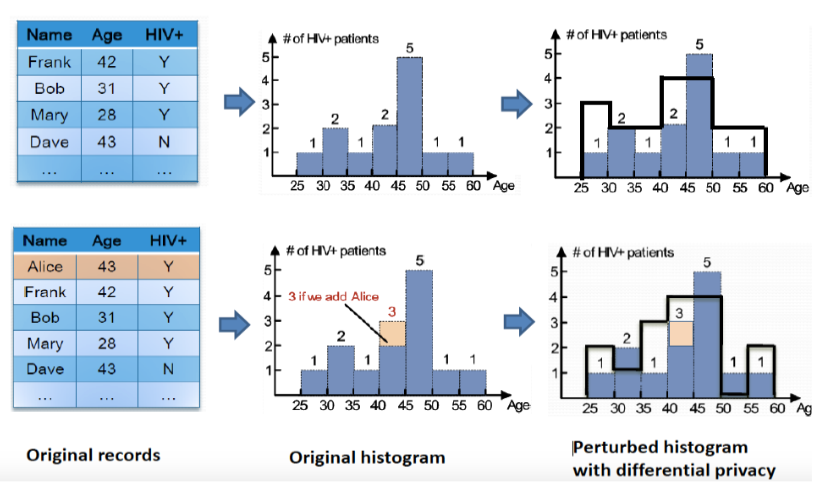 Name Age HIV+
Frank 42 Y
Bob 31 Y
Mary 28 Y
Dave 43 N
... ... ...
# of HIV+ patients
5
4
3
2
1
1 2 1 2 5 1 1
25 30 35 40 45 50 55 60 Age
# of HIV+ patients
5
4
3
2
1
1 2 1 2 5 1 1
25 30 35 40 45 50 55 60 Age
Name Age HIV+
Alice 43 Y
Frank 42 Y
Bob 31 Y
Mary 28 Y
Dave 43 N
... ... ...
# of HIV+ patients
5
4
3
2
1
3 if we add Alice
1 2 1 3 5 1 1
25 30 35 40 45 50 55 60 Age
# of HIV+ patients
5
4
3
2
1
1 2 1 3 5 1 1
25 30 35 40 45 50 55 60 Ag
Original records
Original histogram
Perturbed histogram
with differential privacy